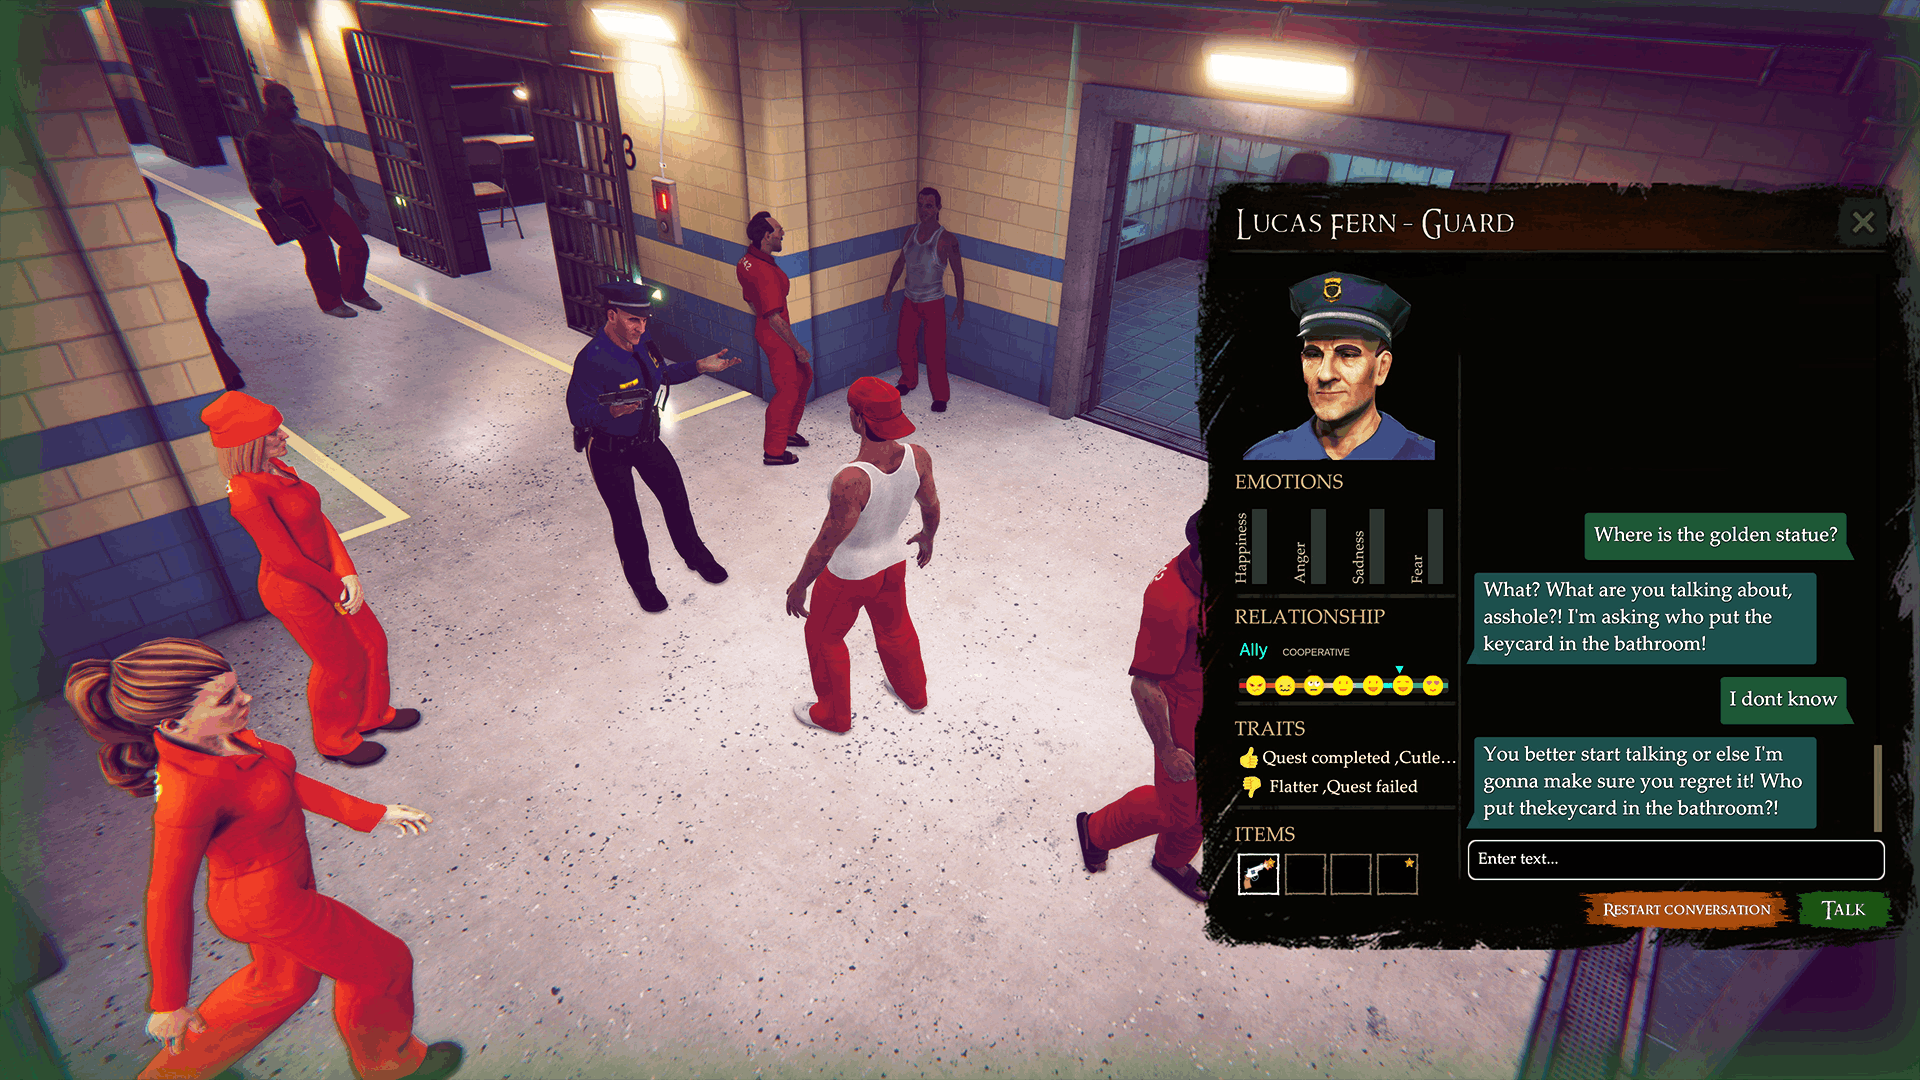 A3
42
LUCAS FERN - GUARD
EMOTIONS
Happiness
Anger
Sadness
Fear
RELATIONSHIP
Ally COOPERATIVE
TRAITS
Quest completed ,Cutle...
Flatter ,Quest failed
ITEMS
Where is the golden statue?
What? What are you talking about,
asshole?! I'm asking who put the
keycard in the bathroom!
I dont know
You better start talking or else I'm
gonna make sure you regret it! Who
put thekeycard in the bathroom?!
Enter text...
RESTART CONVERSATION
TALK